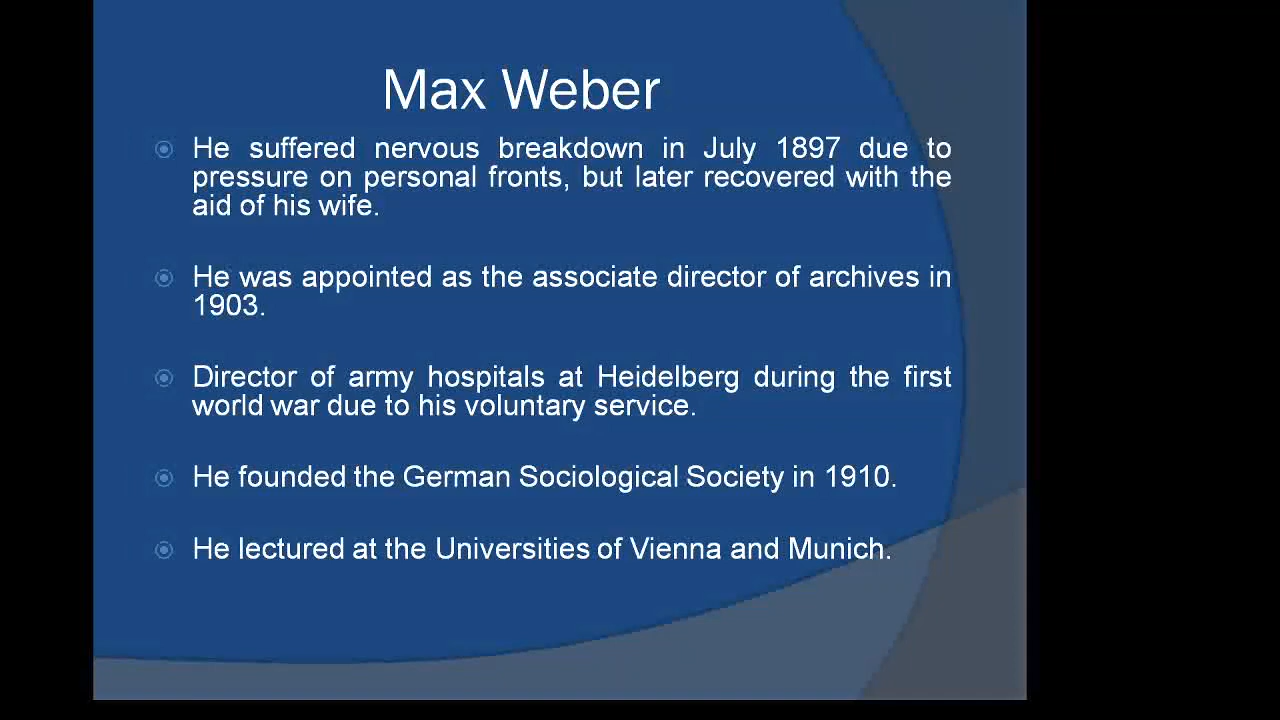 Max Weber
He suffered nervous breakdown in July 1897 due to
pressure on personal fronts, but later recovered with the
aid of his wife.
He was appointed as the associate director of archives in
1903.
Director of army hospitals at Heidelberg during the first
world war due to his voluntary service.
He founded the German Sociological Society in 1910.
He lectured at the Universities of Vienna and Munich.